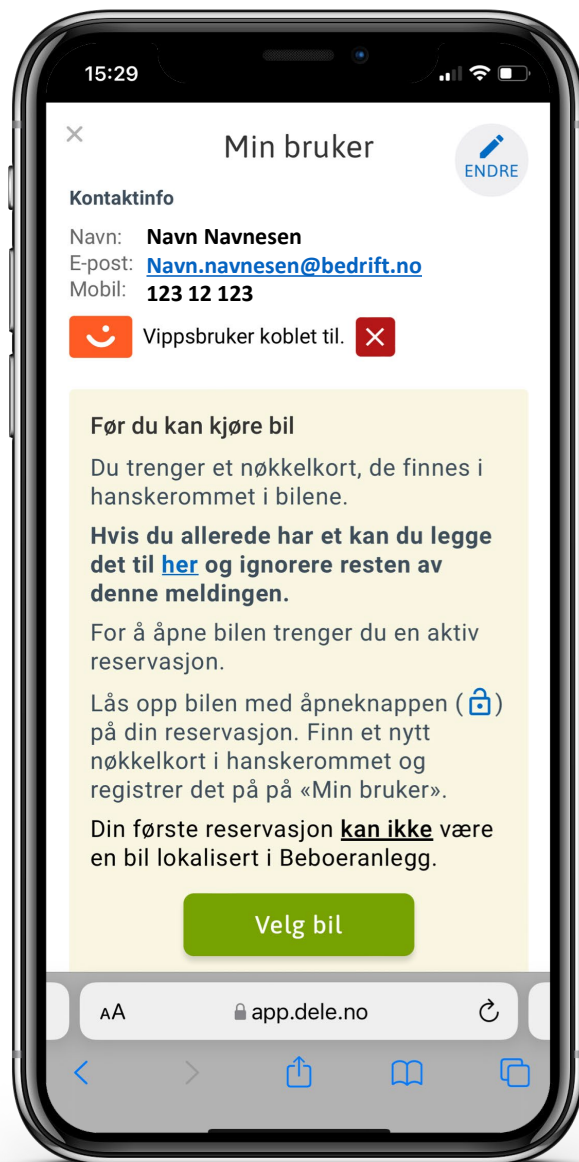 15:29
Min bruker
ENDRE
Kontaktinfo
Navn: Navn Navnesen
E-post: Navn.navnesen@bedrift.no
Mobil: 123 12 123
Vippsbruker koblet til.
Før du kan kjøre bil
Du trenger et nøkkelkort, de finnes i
hanskerommet i bilene.
Hvis du allerede har et kan du legge
det til her og ignorere resten av
denne meldingen.
For å åpne bilen trenger du en aktiv
reservasjon.
Lås opp bilen med åpneknappen ( )
på din reservasjon. Finn et nytt
nøkkelkort i hanskerommet og
registrer det på på «Min bruker».
Din første reservasjon kan ikke være
en bil lokalisert i Beboeranlegg.
Velg bil
AA app.dele.no